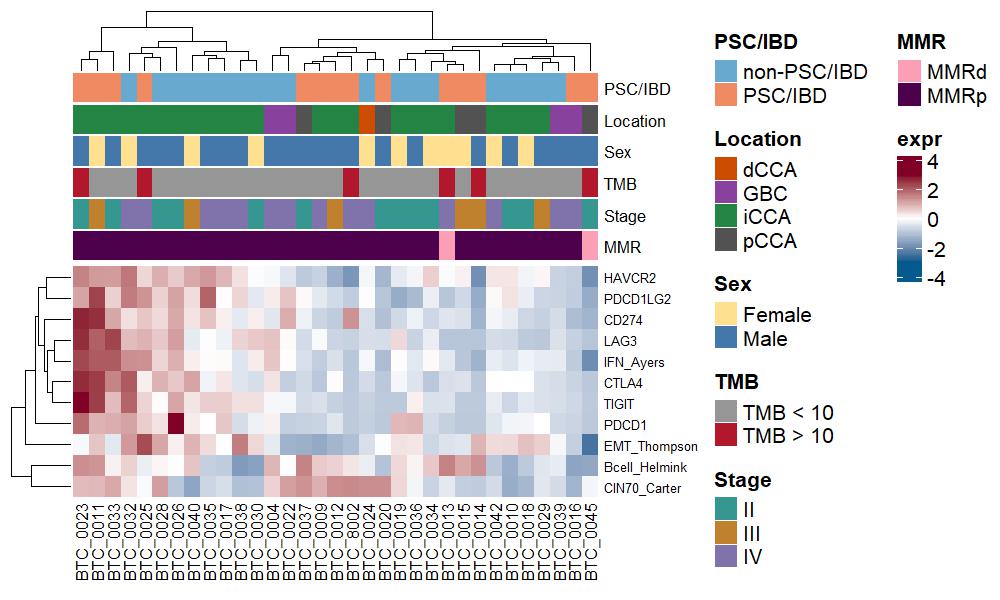 PSC/IBD
Location
Sex
TMB
Stage
MMR
HAVCR2
PDCD1LG2
CD274
LAG3
IFN_Ayers
CTLA4
TIGIT
PDCD1
EMT_Thompson
Bcell_Helmink
CIN70_Carter
BTC_0023
BTC_0011
BTC_0033
BTC_0032
BTC_0025
BTC_0028
BTC_0026
BTC_0040
BTC_0035
BTC_0017
BTC_0038
BTC_0030
BTC_0004
BTC_0022
BTC_0037
BTC_0009
BTC_0012
BTC_8002
BTC_0024
BTC_0020
BTC_0019
BTC_0036
BTC_0034
BTC_0013
BTC_0015
BTC_0014
BTC_0042
BTC_0010
BTC_0018
BTC_0029
BTC_0039
BTC_0016
BTC_0045
PSC/IBD
non-PSC/IBD
PSC/IBD
Location
dCCA
GBC
iCCA
pCCA
Sex
Female
Male
TMB
TMB < 10
TMB > 10
Stage
II
III
IV
MMR
MMRd
MMRp
expr
4
2
0
-2
-4